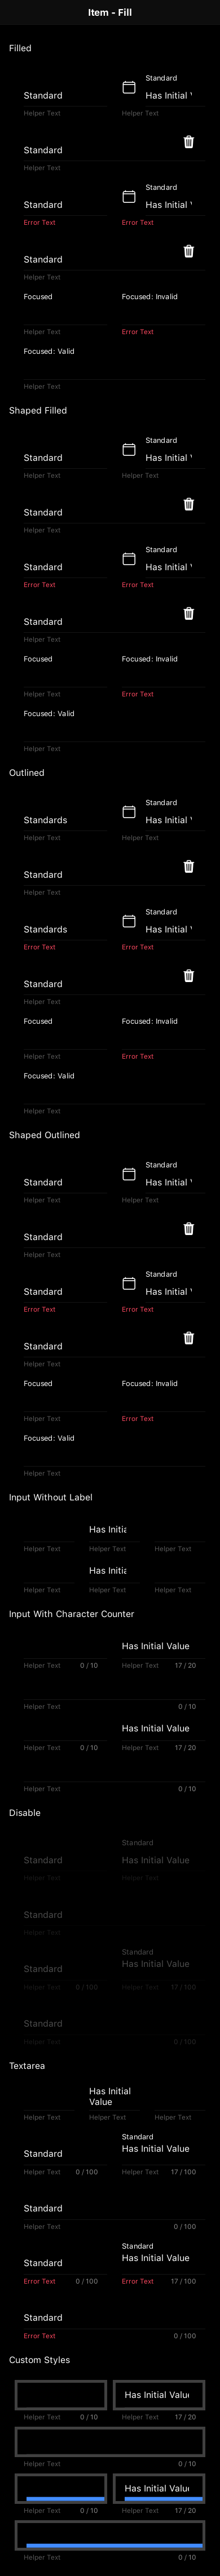 Item - Fill
Filled
Standard
Standard Has Initial V
Helper Text Helper Text
Standard
Helper Text
Standard
Standard Has Initial V
Error Text Error Text
Standard
Helper Text
Focused Focused: Invalid
Helper Text Error Text
Focused: Valid
Helper Text
Shaped Filled
Standard
Standard Has Initial V
Helper Text Helper Text
Standard
Helper Text
Standard
Standard Has Initial V
Error Text Error Text
Standard
Helper Text
Focused Focused: Invalid
Helper Text Error Text
Focused: Valid
Helper Text
Outlined
Standard
Standards Has Initial V
Helper Text Helper Text
Standard
Helper Text
Standard
Standards Has Initial V
Error Text Error Text
Standard
Helper Text
Focused Focused: Invalid
Helper Text Error Text
Focused: Valid
Helper Text
Shaped Outlined
Standard
Standard Has Initial V
Helper Text Helper Text
Standard
Helper Text
Standard
Standard Has Initial V
Error Text Error Text
Standard
Helper Text
Focused Focused: Invalid
Helper Text Error Text
Focused: Valid
Helper Text
Input Without Label
Has Initia
Helper Text Helper Text Helper Text
Has Initia
Helper Text Helper Text Helper Text
Input With Character Counter
Has Initial Value
Helper Text 0 / 10 Helper Text 17 / 20
Helper Text 0 / 10
Has Initial Value
Helper Text 0 / 10 Helper Text 17 / 20
Helper Text 0 / 10
Disable
Standard
Standard Has Initial Value
Helper Text Helper Text
Standard
Helper Text
Standard
Standard Has Initial Value
Helper Text 0 / 100 Helper Text 17 / 100
Standard
Helper Text 0 / 100
Textarea
Has Initial
Value
Helper Text Helper Text Helper Text
Standard
Standard Has Initial Value
Helper Text 0 / 100 Helper Text 17 / 100
Standard
Helper Text 0 / 100
Standard
Standard Has Initial Value
Error Text 0 / 100 Error Text 17 / 100
Standard
Error Text 0 / 100
Custom Styles
Has Initial Valu
Helper Text 0 / 10 Helper Text 17 / 20
Helper Text 0 / 10
Has Initial Valu
Helper Text 0 / 10 Helper Text 17 / 20
Helper Text 0 / 10